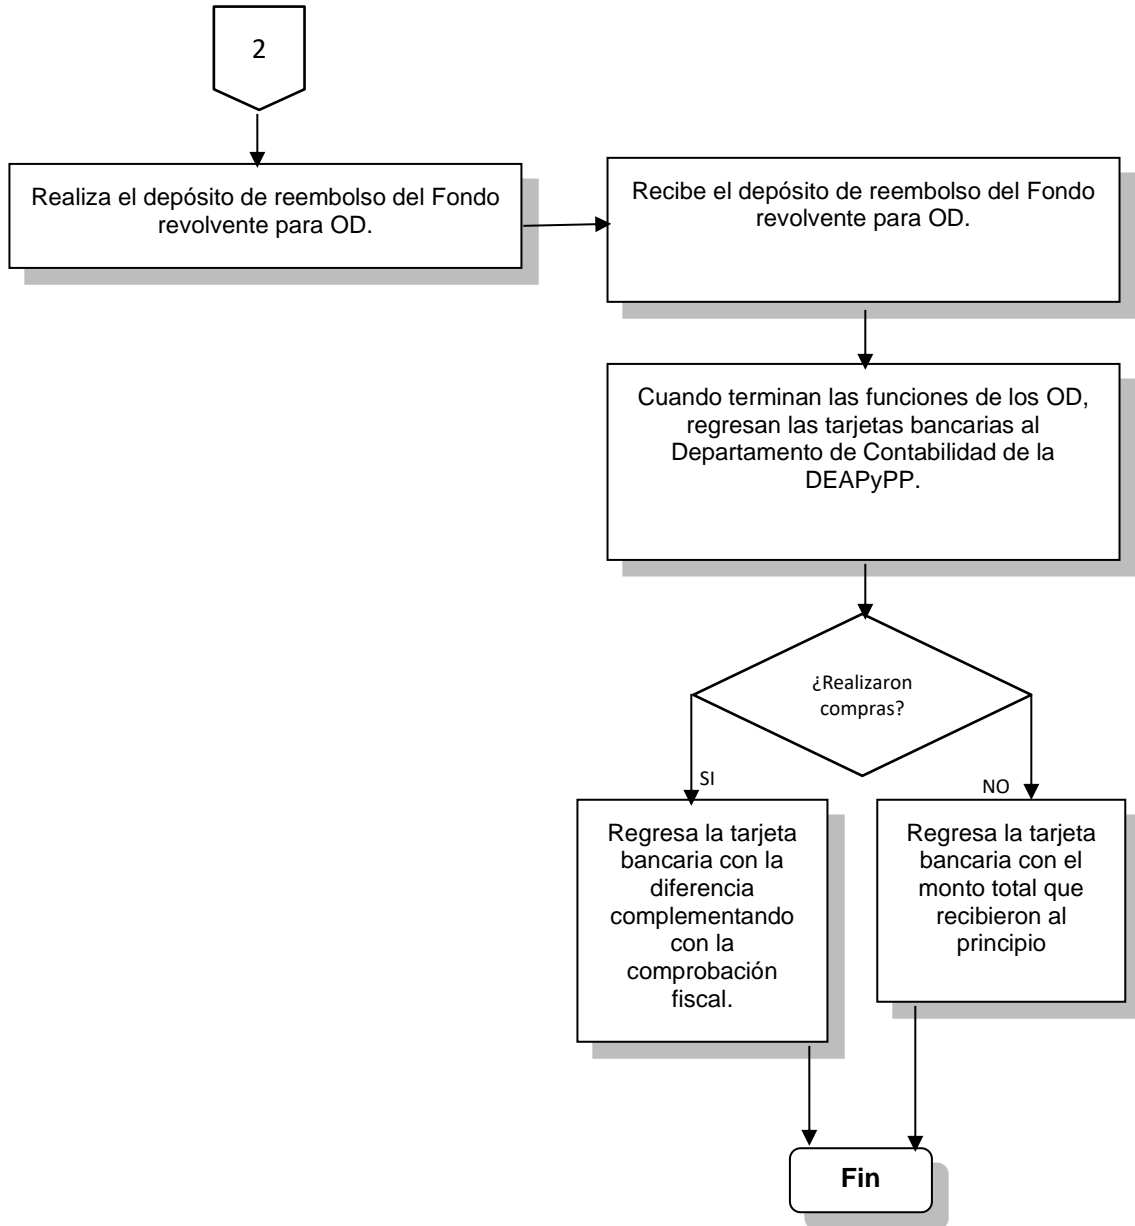 2
Realiza el depósito de reembolso del Fondo
revolvente para OD.
Recibe el depósito de reembolso del Fondo
revolvente para OD.
Cuando terminan las funciones de los OD,
regresan las tarjetas bancarias al
Departamento de Contabilidad de la
DEAPyPP.
¿Realizaron
compras?
SI
NO
Regresa la tarjeta
bancaria con la
diferencia
complementando
con la
comprobación
fiscal.
Regresa la tarjeta
bancaria con el
monto total que
recibieron al
principio
Fin